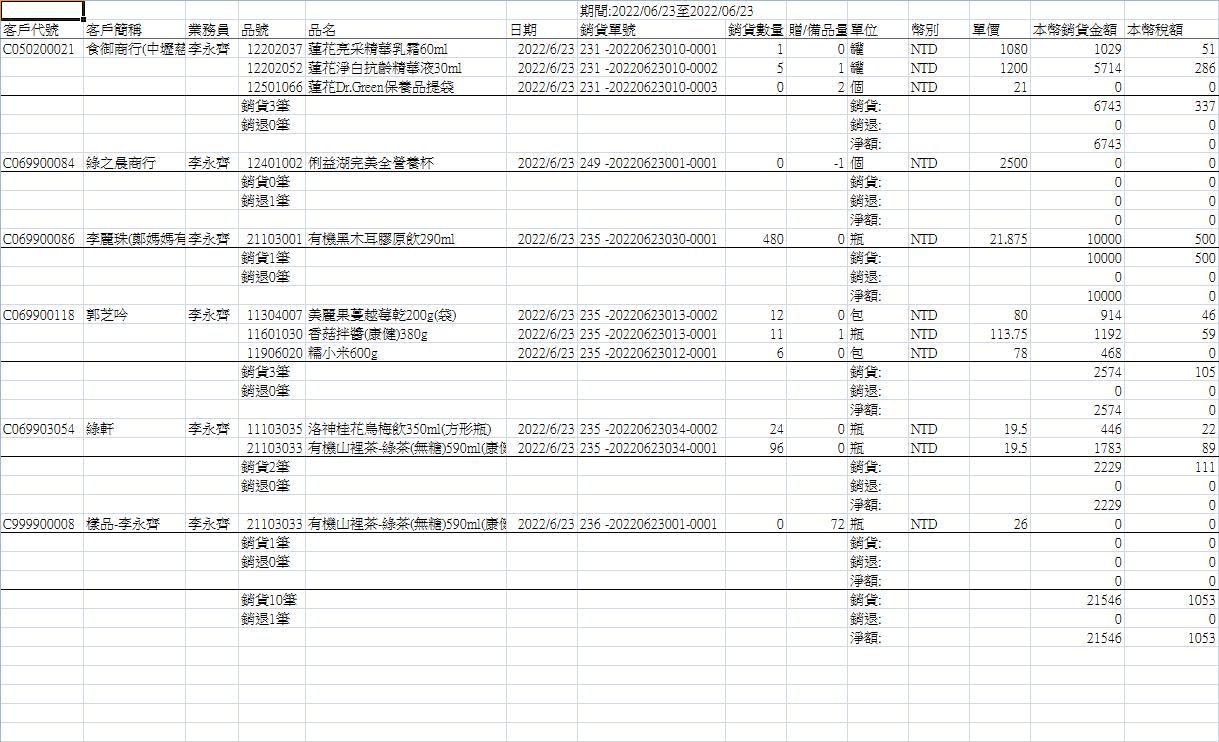 期間:2022/06/23至2022/06/23
客戶代號 客戶簡稱 業務員 品號 品名 日期 銷貨單號 銷貨數量 贈/備品量 單位 幣別 單價 本幣銷貨金額 本幣稅額
C050200021 食御商行(中壢慈 李永齊 12202037 蓮花亮采精華乳霜60ml 2022/6/23 231 -20220623010-0001 1 0 罐 NTD 1080 1029 51
12202052 蓮花淨白抗齡精華液30ml 2022/6/23 231 -20220623010-0002 5 1 罐 NTD 1200 5714 286
12501066 蓮花Dr.Green保養品提袋 2022/6/23 231 -20220623010-0003 0 2 個 NTD 21 0 0
銷貨3筆 銷貨: 6743 337
銷退0筆 銷退: 0 0
淨額: 6743 0
C069900084 綠之晨商行 李永齊 12401002 俐益湖完美全營養杯 2022/6/23 249 -20220623001-0001 0 -1 個 NTD 2500 0 0
銷貨0筆 銷貨: 0 0
銷退1筆 銷退: 0 0
淨額: 0 0
C069900086 李麗珠(鄭媽媽有 李永齊 21103001 有機黑木耳膠原飲290ml 2022/6/23 235 -20220623030-0001 480 0 瓶 NTD 21.875 10000 500
銷貨1筆 銷貨: 10000 500
銷退0筆 銷退: 0 0
淨額: 10000 0
C069900118 郭芝吟 李永齊 11304007 美麗果蔓越莓乾200g(袋) 2022/6/23 235 -20220623013-0002 12 0 包 NTD 80 914 46
11601030 香菇拌醬(康健)380g 2022/6/23 235 -20220623013-0001 11 1 瓶 NTD 113.75 1192 59
11906020 糯小米600g 2022/6/23 235 -20220623012-0001 6 0 包 NTD 78 468 0
銷貨3筆 銷貨: 2574 105
銷退0筆 銷退: 0 0
淨額: 2574 0
C069903054 綠軒 李永齊 11103035 洛神桂花烏梅飲350ml(方形瓶) 2022/6/23 235 -20220623034-0002 24 0 瓶 NTD 19.5 446 22
21103033 有機山裡茶-綠茶(無糖)590ml(康健 2022/6/23 235 -20220623034-0001 96 0 瓶 NTD 19.5 1783 89
銷貨2筆 銷貨: 2229 111
銷退0筆 銷退: 0 0
淨額: 2229 0
C999900008 樣品-李永齊 李永齊 21103033 有機山裡茶-綠茶(無糖)590ml(康健 2022/6/23 236 -20220623001-0001 0 72 瓶 NTD 26 0 0
銷貨1筆 銷貨: 0 0
銷退0筆 銷退: 0 0
淨額: 0 0
銷貨10筆 銷貨: 21546 1053
銷退1筆 銷退: 0 0
淨額: 21546 1053